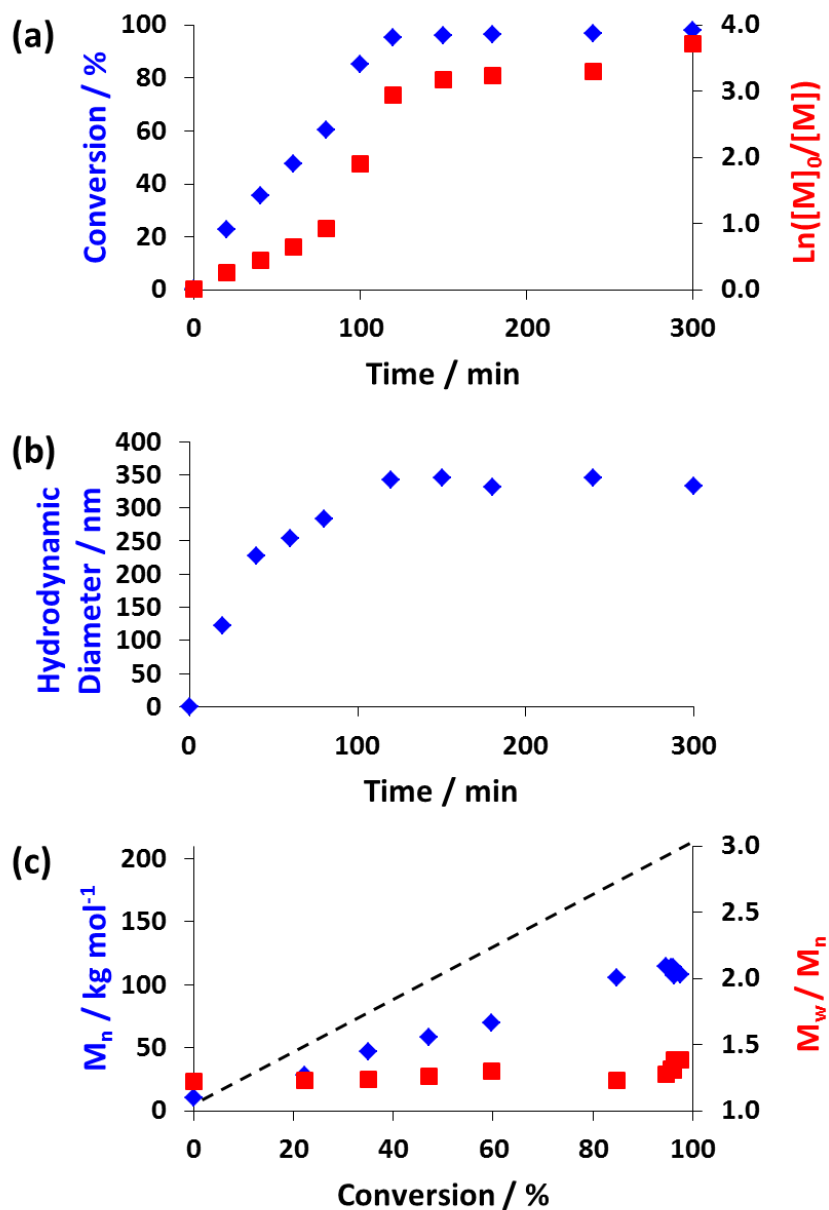 (a)
Conversion / %
100
80
60
40
20
0
4.0
3.0
2.0
1.0
0.0
Ln([M]₀/[M])
0 100 200 300
Time / min
(b)
Hydrodynamic
Diameter / nm
400
350
300
250
200
150
100
50
0
0 100 200 300
Time / min
(c)
Mₙ / kg mol⁻¹
200
150
100
50
0
3.0
2.5
2.0
1.5
1.0
M_w / Mₙ
0 20 40 60 80 100
Conversion / %